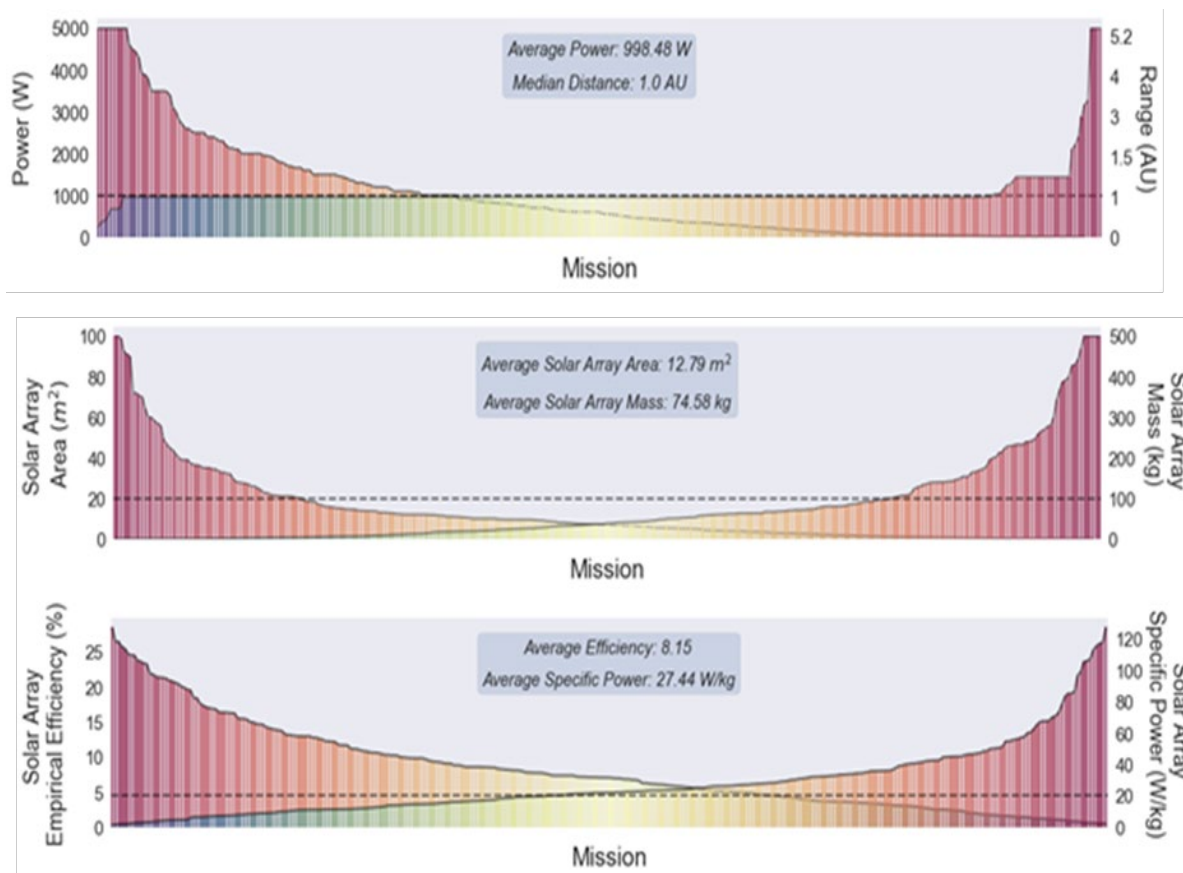 Power (W)
5000
4000
3000
2000
1000
0
Average Power: 998.48 W
Median Distance: 1.0 AU
5.2
4
3
1.5
1
0
Range (AU)
Mission
Solar Array
Area (m²)
100
80
60
40
20
0
Average Solar Array Area: 12.79 m²
Average Solar Array Mass: 74.58 kg
500
400
300
200
100
0
Solar Array
Mass (kg)
Mission
Solar Array
Empirical Efficiency (%)
25
20
15
10
5
0
Average Efficiency: 8.15
Average Specific Power: 27.44 W/kg
120
100
80
60
40
20
0
Solar Array
Specific Power (W/kg)
Mission